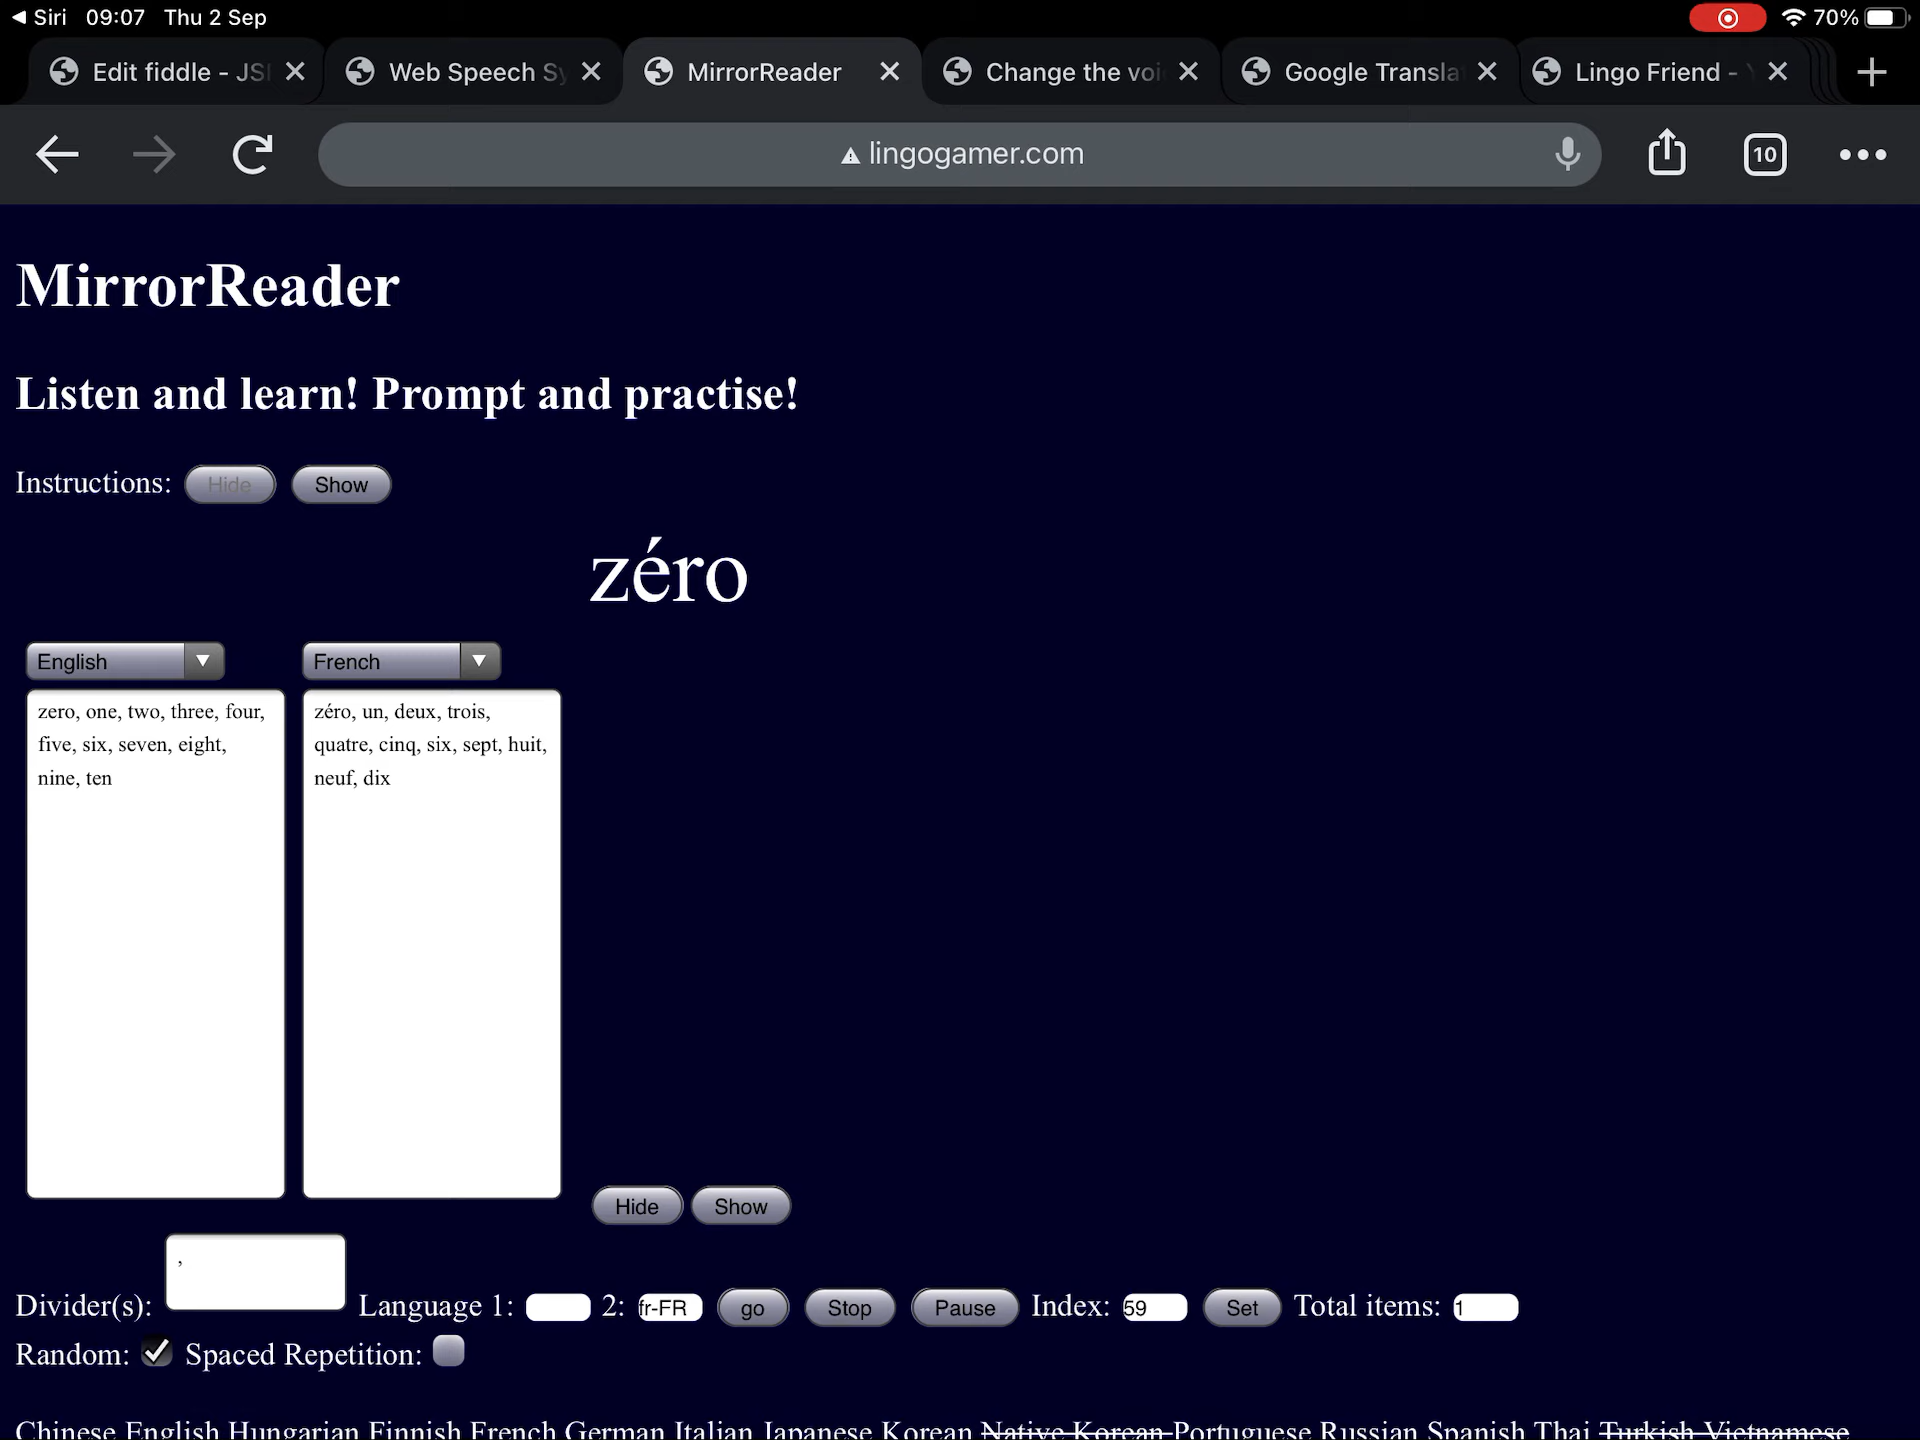 Siri 09:07 Thu 2 Sep 70%
Edit fiddle - JS Web Speech Sy MirrorReader Change the voi Google Transla Lingo Friend -
lingogamer.com 10
MirrorReader
Listen and learn! Prompt and practise!
Instructions: Hide Show
zéro
English French
zero, one, two, three, four,
five, six, seven, eight,
nine, ten
zéro, un, deux, trois,
quatre, cinq, six, sept, huit,
neuf, dix
Hide Show
,
Divider(s): Language 1: 2: fr-FR go Stop Pause Index: 59 Set Total items: 1
Random: Spaced Repetition:
Chinese English Hungarian Finnish French German Italian Japanese Korean Native Korean Portuguese Russian Spanish Thai Turkish Vietnamese